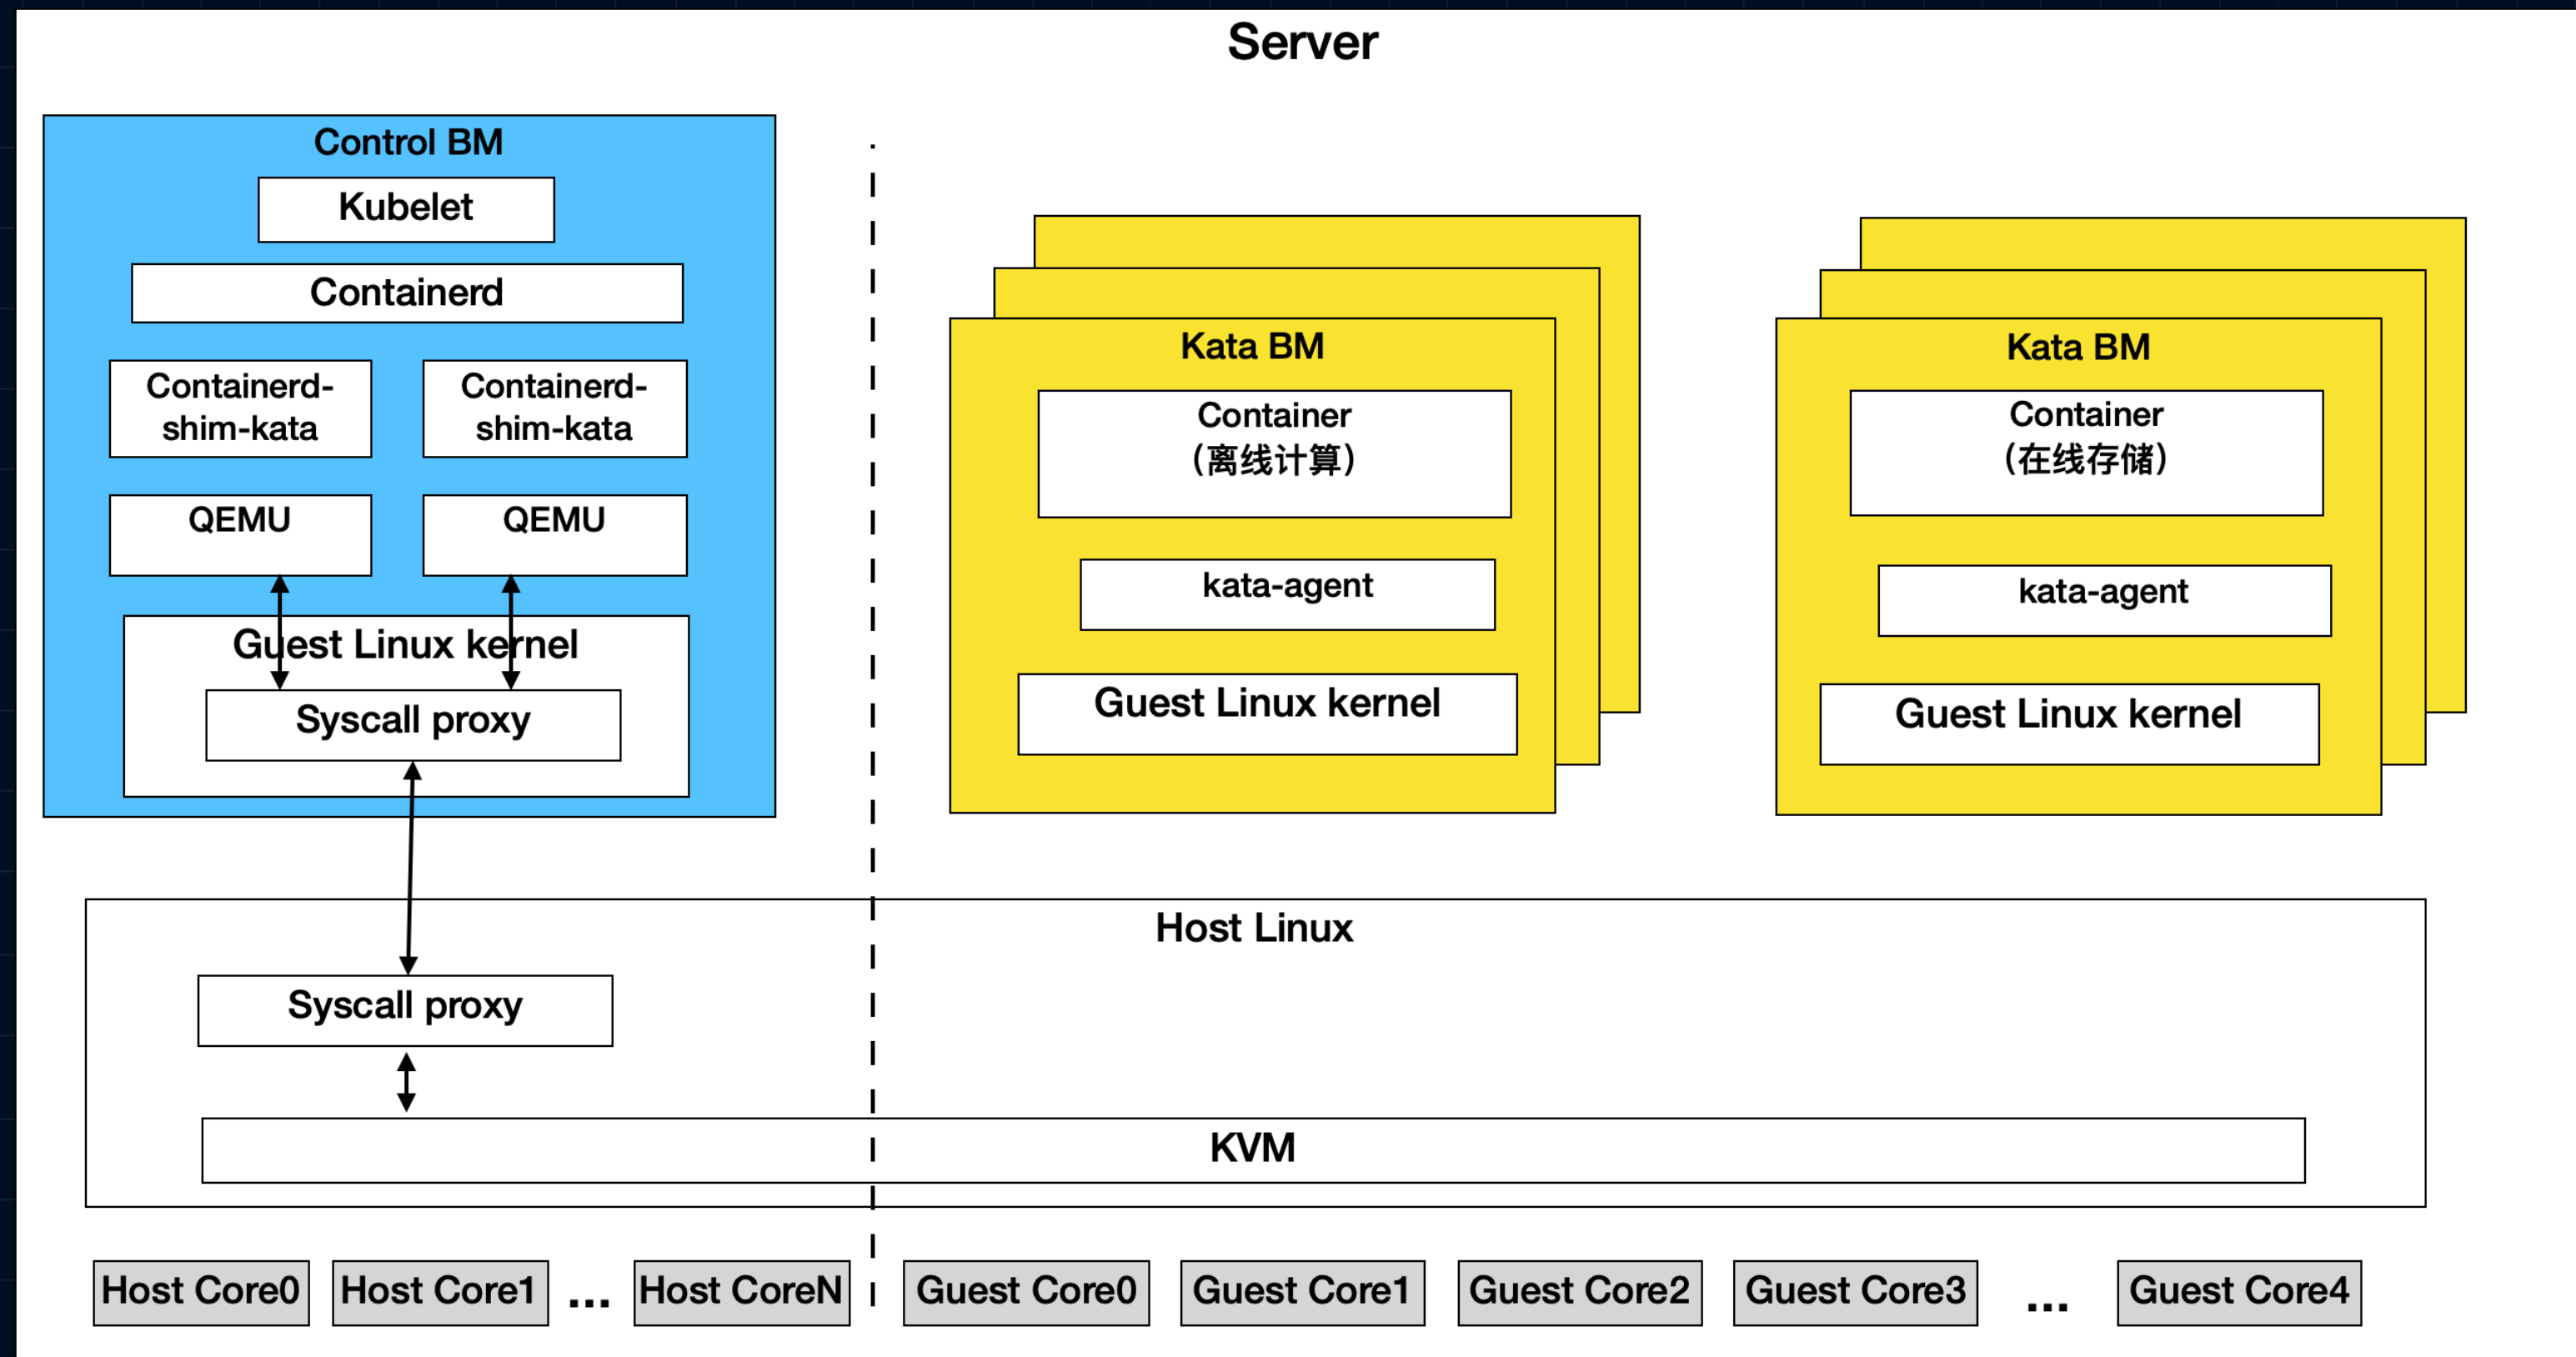 Server
Control BM
Kubelet
Containerd
Containerd-
shim-kata
Containerd-
shim-kata
QEMU
QEMU
Guest Linux kernel
Syscall proxy
Kata BM
Container
（离线计算）
kata-agent
Guest Linux kernel
Kata BM
Container
（在线存储）
kata-agent
Guest Linux kernel
Host Linux
Syscall proxy
KVM
Host Core0
Host Core1
...
Host CoreN
Guest Core0
Guest Core1
Guest Core2
Guest Core3
...
Guest Core4